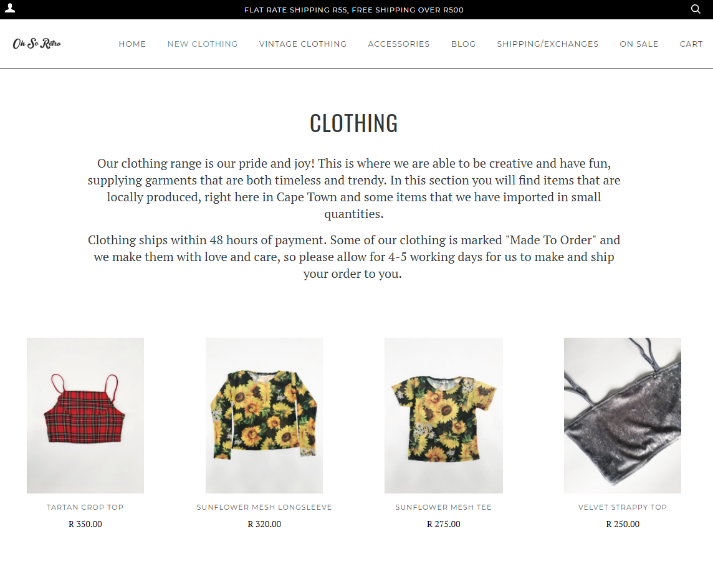 FLAT RATE SHIPPING R55, FREE SHIPPING OVER R500
Oh So Retro
HOME NEW CLOTHING VINTAGE CLOTHING ACCESSORIES BLOG SHIPPING/EXCHANGES ON SALE CART
CLOTHING
Our clothing range is our pride and joy! This is where we are able to be creative and have fun,
supplying garments that are both timeless and trendy. In this section you will find items that are
locally produced, right here in Cape Town and some items that we have imported in small
quantities.
Clothing ships within 48 hours of payment. Some of our clothing is marked "Made To Order" and
we make them with love and care, so please allow for 4-5 working days for us to make and ship
your order to you.
TARTAN CROP TOP
R 350.00
SUNFLOWER MESH LONGSLEEVE
R 320.00
SUNFLOWER MESH TEE
R 275.00
VELVET STRAPPY TOP
R 250.00